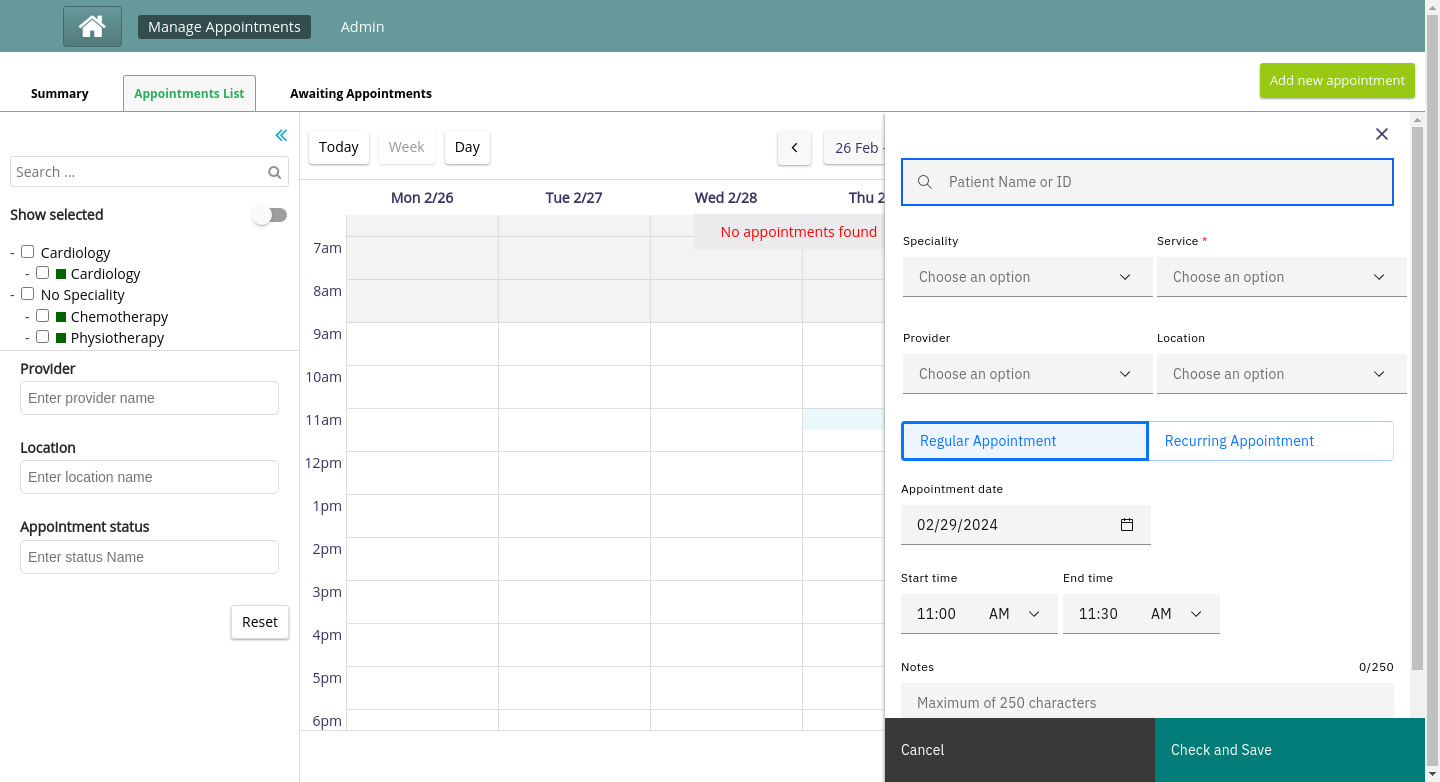 Manage Appointments
Admin
Summary
Appointments List
Awaiting Appointments
Add new appointment
Search ...
Show selected
- Cardiology
- Cardiology
- No Speciality
- Chemotherapy
- Physiotherapy
Provider
Enter provider name
Location
Enter location name
Appointment status
Enter status Name
Reset
Today
Week
Day
26 Feb -
Mon 2/26
Tue 2/27
Wed 2/28
Thu 2
No appointments found
7am
8am
9am
10am
11am
12pm
1pm
2pm
3pm
4pm
5pm
6pm
Patient Name or ID
Speciality
Service *
Choose an option
Choose an option
Provider
Location
Choose an option
Choose an option
Regular Appointment
Recurring Appointment
Appointment date
02/29/2024
Start time
End time
11:00 AM
11:30 AM
Notes
0/250
Maximum of 250 characters
Cancel
Check and Save